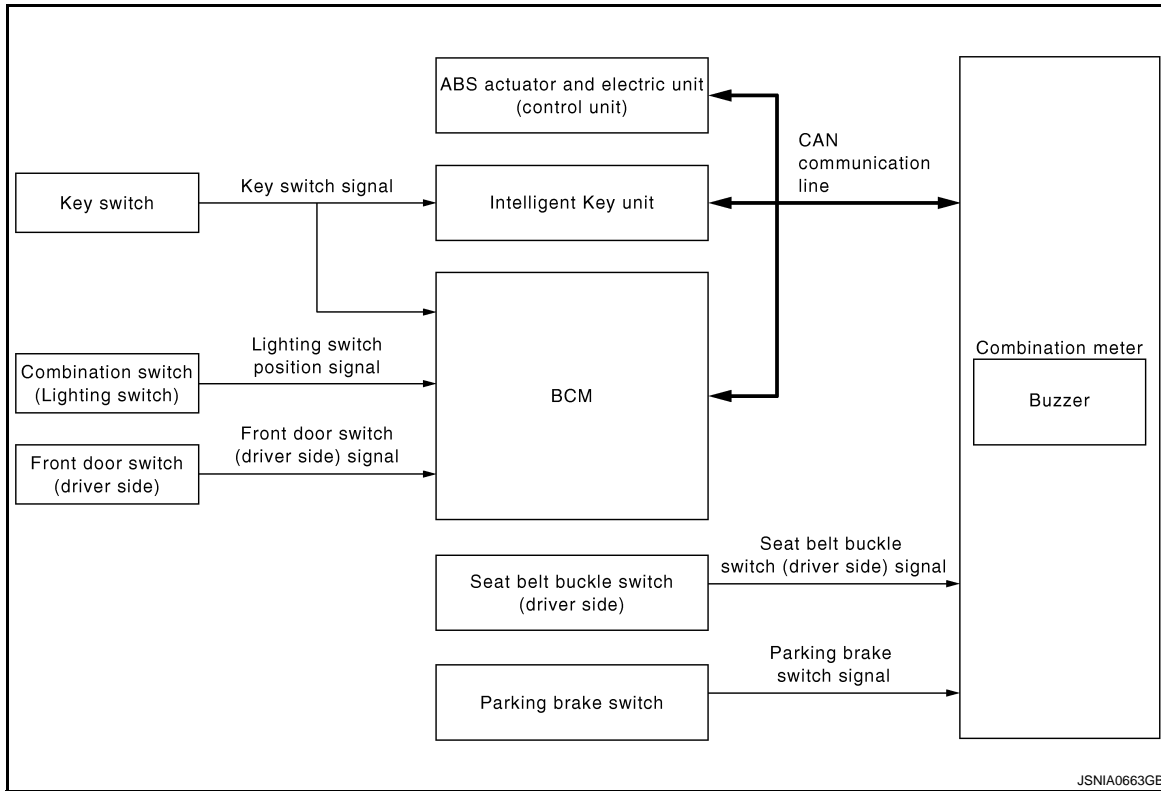 ABS actuator and electric unit
(control unit)
CAN
communication
line
Key switch
Key switch signal
Intelligent Key unit
Lighting switch
position signal
Combination switch
(Lighting switch)
BCM
Combination meter
Buzzer
Front door switch
(driver side) signal
Front door switch
(driver side)
Seat belt buckle
switch (driver side) signal
Seat belt buckle switch
(driver side)
Parking brake
switch signal
Parking brake switch
JSNIA0663GB